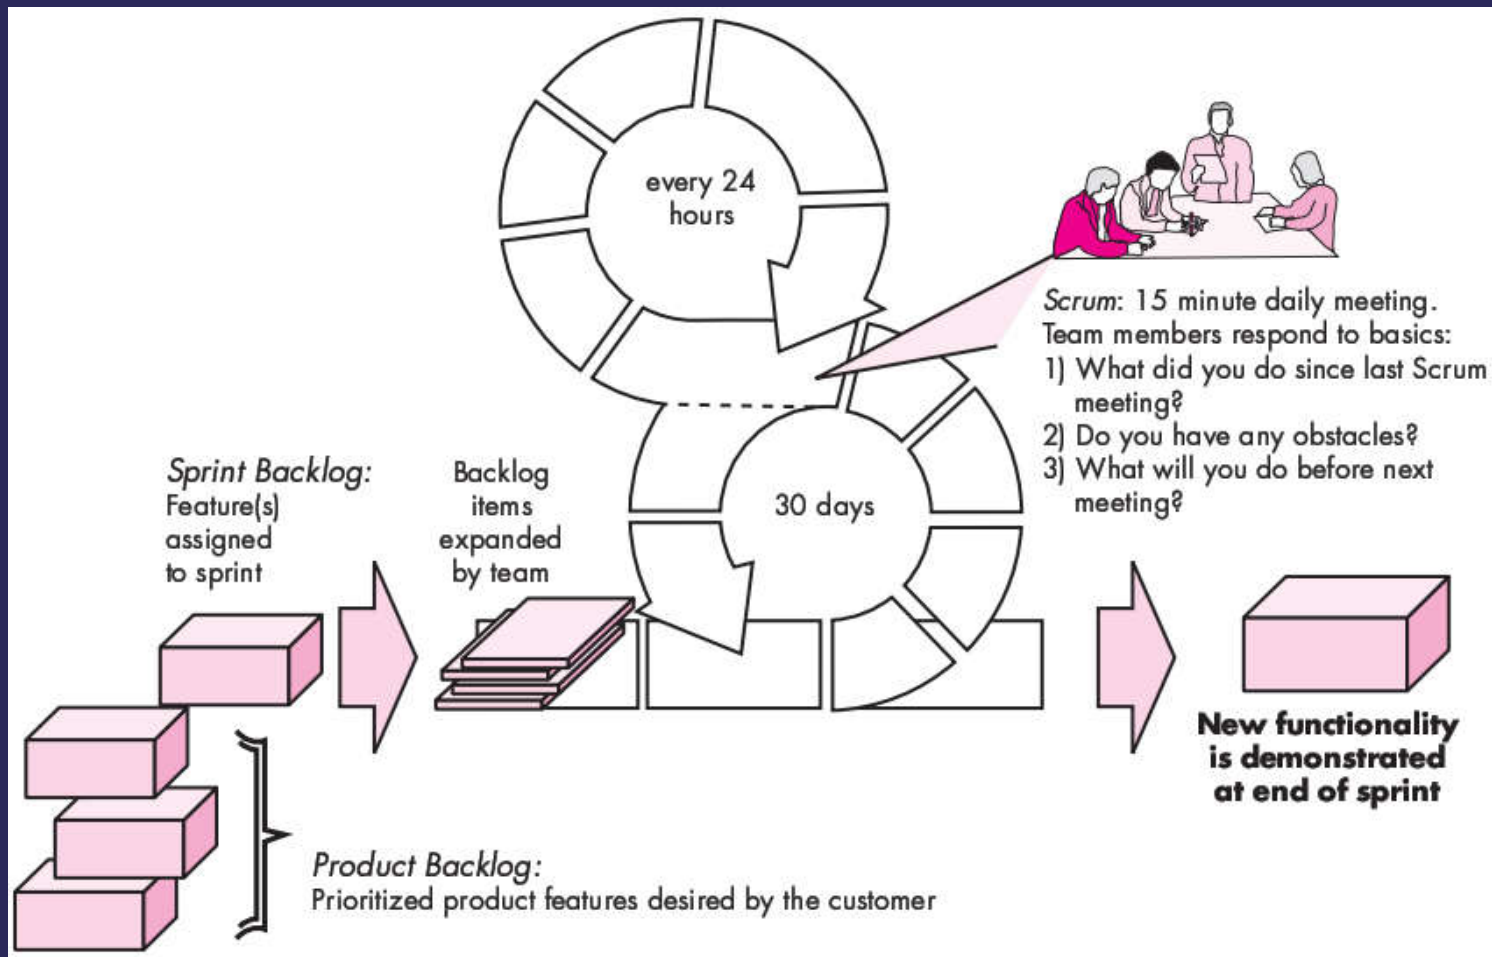 every 24
hours
Scrum: 15 minute daily meeting.
Team members respond to basics:
1) What did you do since last Scrum
meeting?
2) Do you have any obstacles?
3) What will you do before next
meeting?
Sprint Backlog:
Feature(s)
assigned
to sprint
Backlog
items
expanded
by team
30 days
New functionality
is demonstrated
at end of sprint
Product Backlog:
Prioritized product features desired by the customer